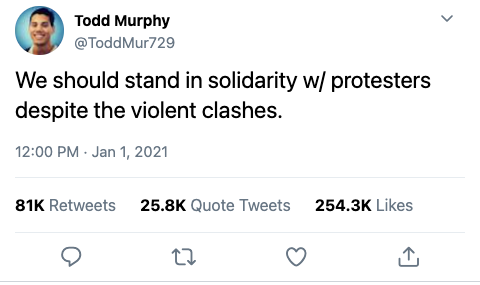 Todd Murphy
@ToddMur729
We should stand in solidarity w/ protesters
despite the violent clashes.
12:00 PM · Jan 1, 2021
81K Retweets 25.8K Quote Tweets 254.3K Likes